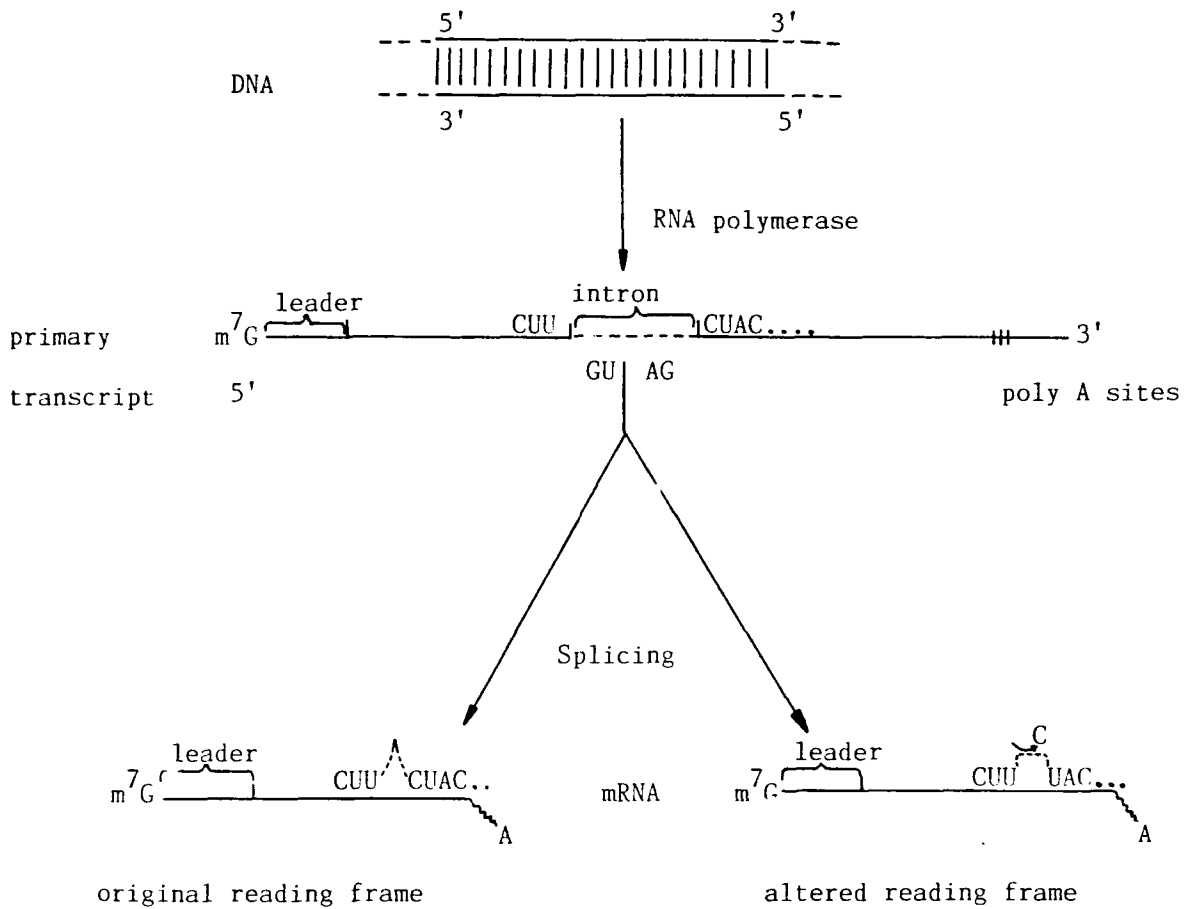 5' 3'
DNA
3' 5'
RNA polymerase
leader intron
primary m⁷G CUU CUAC.... 3'
GU AG
transcript 5' poly A sites
Splicing
leader leader C
m⁷G CUU CUAC.. mRNA m⁷G CUU UAC...
A A
original reading frame altered reading frame